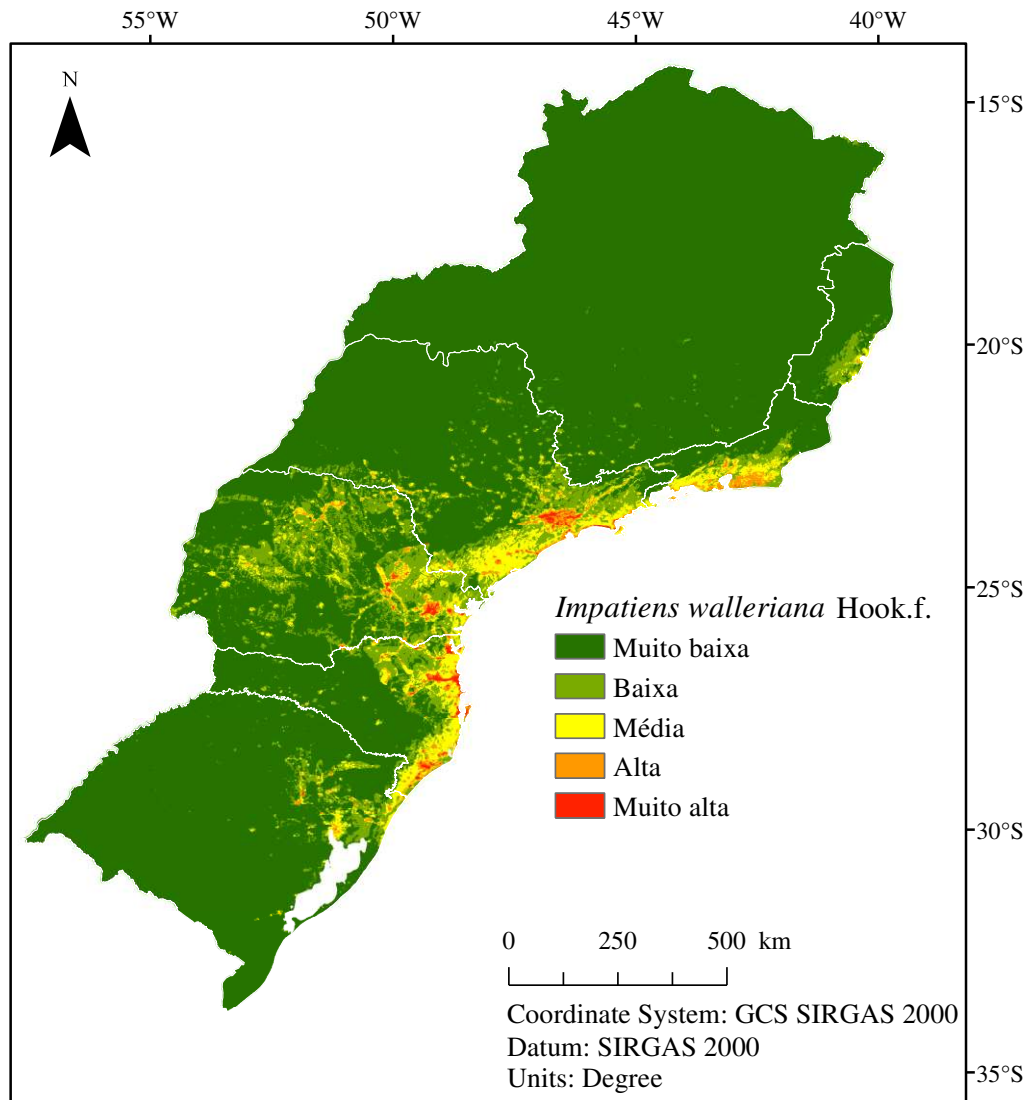 55°W 50°W 45°W 40°W
N
15°S
20°S
25°S
Impatiens walleriana Hook.f.
Muito baixa
Baixa
Média
Alta
Muito alta
30°S
0 250 500 km
Coordinate System: GCS SIRGAS 2000
Datum: SIRGAS 2000
Units: Degree
35°S